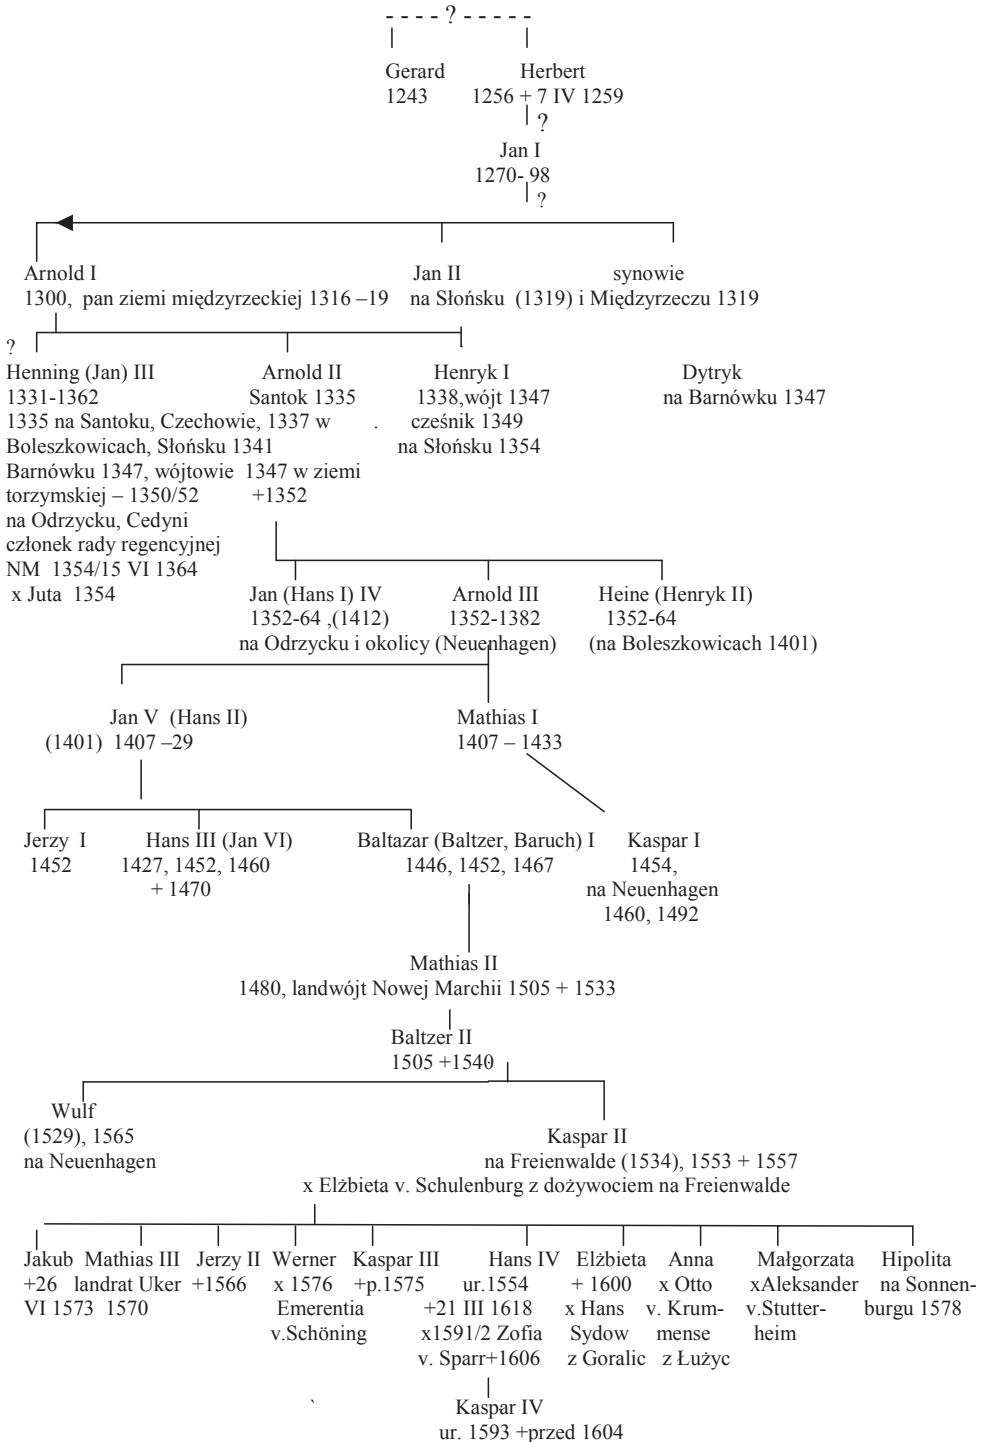 - - - - ? - - - - -
Gerard Herbert
1243 1256 + 7 IV 1259
?
Jan I
1270- 98
?
Arnold I Jan II synowie
1300, pan ziemi międzyrzeckiej 1316 –19 na Słońsku (1319) i Międzyrzeczu 1319
?
Henning (Jan) III Arnold II Henryk I Dytryk
1331-1362 Santok 1335 1338,wójt 1347 na Barnówku 1347
1335 na Santoku, Czechowie, 1337 w . cześnik 1349
Boleszkowicach, Słońsku 1341 na Słońsku 1354
Barnówku 1347, wójtowie 1347 w ziemi
torzymskiej – 1350/52 +1352
na Odrzycku, Cedyni
członek rady regencyjnej
NM 1354/15 VI 1364
x Juta 1354
Jan (Hans I) IV Arnold III Heine (Henryk II)
1352-64 ,(1412) 1352-1382 1352-64
na Odrzycku i okolicy (Neuenhagen) (na Boleszkowicach 1401)
Jan V (Hans II) Mathias I
(1401) 1407 –29 1407 – 1433
Jerzy I Hans III (Jan VI) Baltazar (Baltzer, Baruch) I Kaspar I
1452 1427, 1452, 1460 1446, 1452, 1467 1454,
+ 1470 na Neuenhagen
1460, 1492
Mathias II
1480, landwójt Nowej Marchii 1505 + 1533
Baltzer II
1505 +1540
Wulf
(1529), 1565 Kaspar II
na Neuenhagen na Freienwalde (1534), 1553 + 1557
x Elżbieta v. Schulenburg z dożywociem na Freienwalde
Jakub Mathias III Jerzy II Werner Kaspar III Hans IV Elżbieta Anna Małgorzata Hipolita
+26 landrat Uker +1566 x 1576 +p.1575 ur.1554 + 1600 x Otto xAleksander na Sonnen-
VI 1573 1570 Emerentia +21 III 1618 x Hans v. Krum- v.Stutter- burgu 1578
v.Schöning x1591/2 Zofia Sydow mense heim
v. Sparr+1606 z Goralic z Łużyc
` Kaspar IV
ur. 1593 +przed 1604